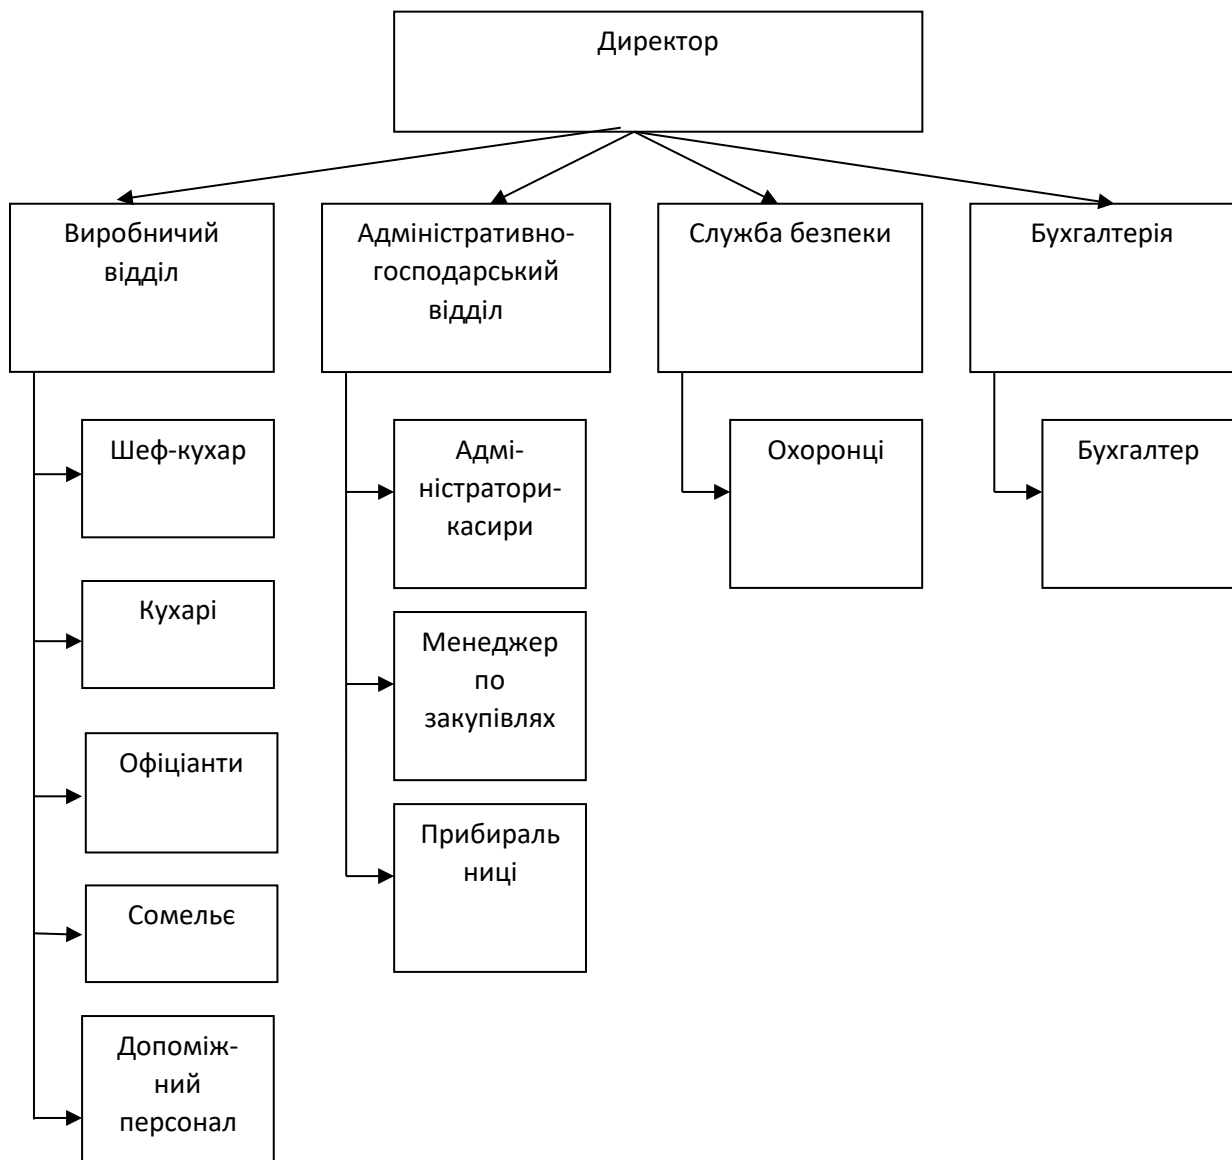 Директор
Виробничий
відділ
Адміністративно-
господарський
відділ
Служба безпеки
Бухгалтерія
Шеф-кухар
Кухарі
Офіціанти
Сомельє
Допоміж-
ний
персонал
Адмі-
ністратори-
касири
Менеджер
по
закупівлях
Прибираль
ниці
Охоронці
Бухгалтер